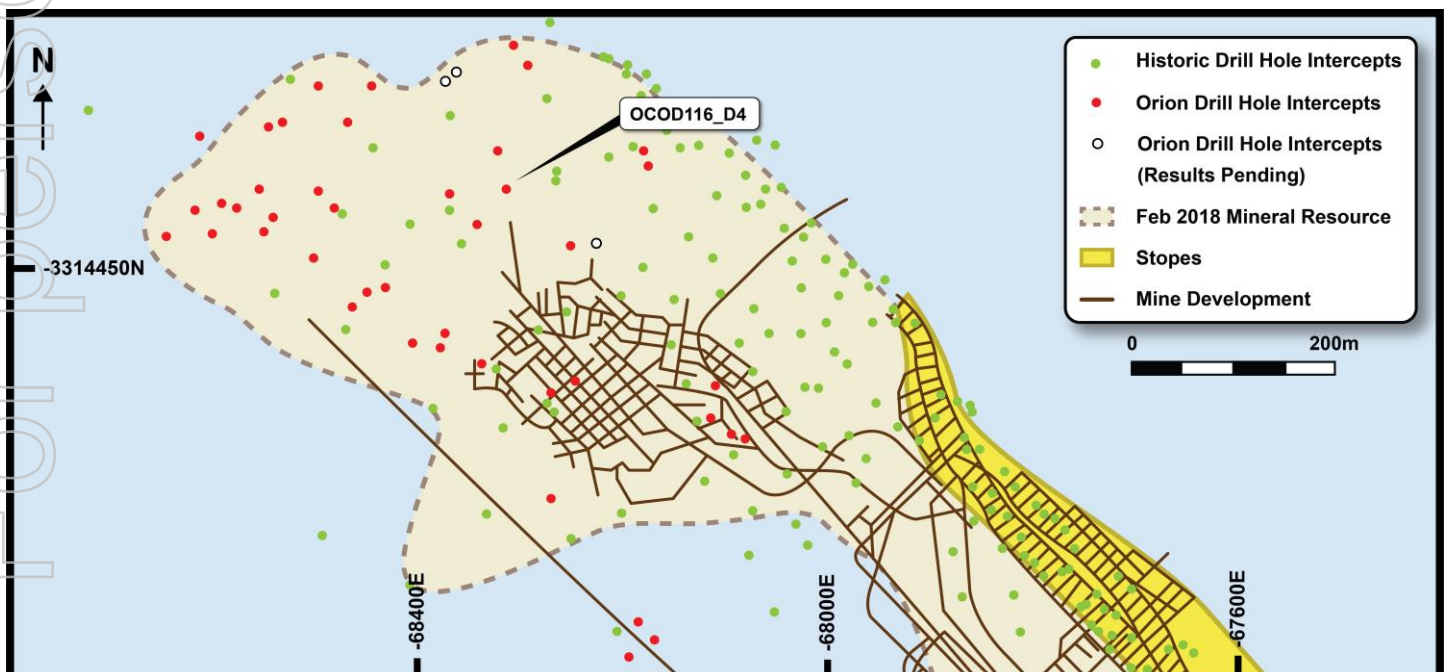 N
OCOD116_D4
Historic Drill Hole Intercepts
Orion Drill Hole Intercepts
Orion Drill Hole Intercepts
(Results Pending)
Feb 2018 Mineral Resource
Stopes
Mine Development
0 200m
-3314450N
-68400E
-68000E
-67600E